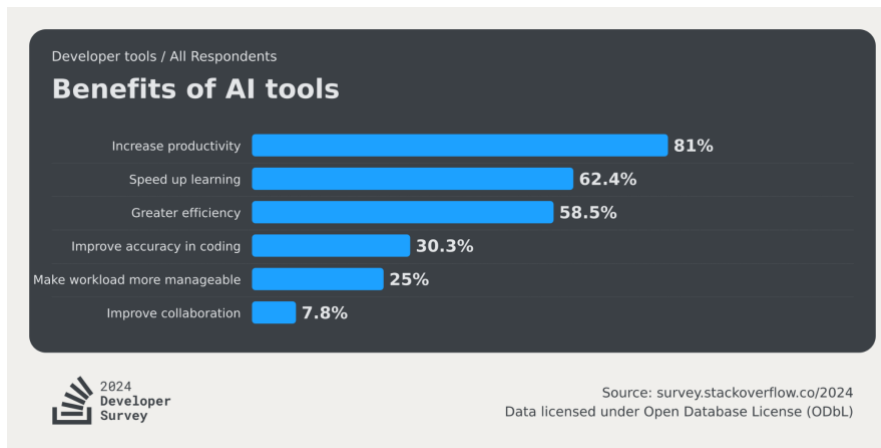 Developer tools / All Respondents
Benefits of AI tools
Increase productivity 81%
Speed up learning 62.4%
Greater efficiency 58.5%
Improve accuracy in coding 30.3%
Make workload more manageable 25%
Improve collaboration 7.8%
2024
Developer
Survey
Source: survey.stackoverflow.co/2024
Data licensed under Open Database License (ODbL)